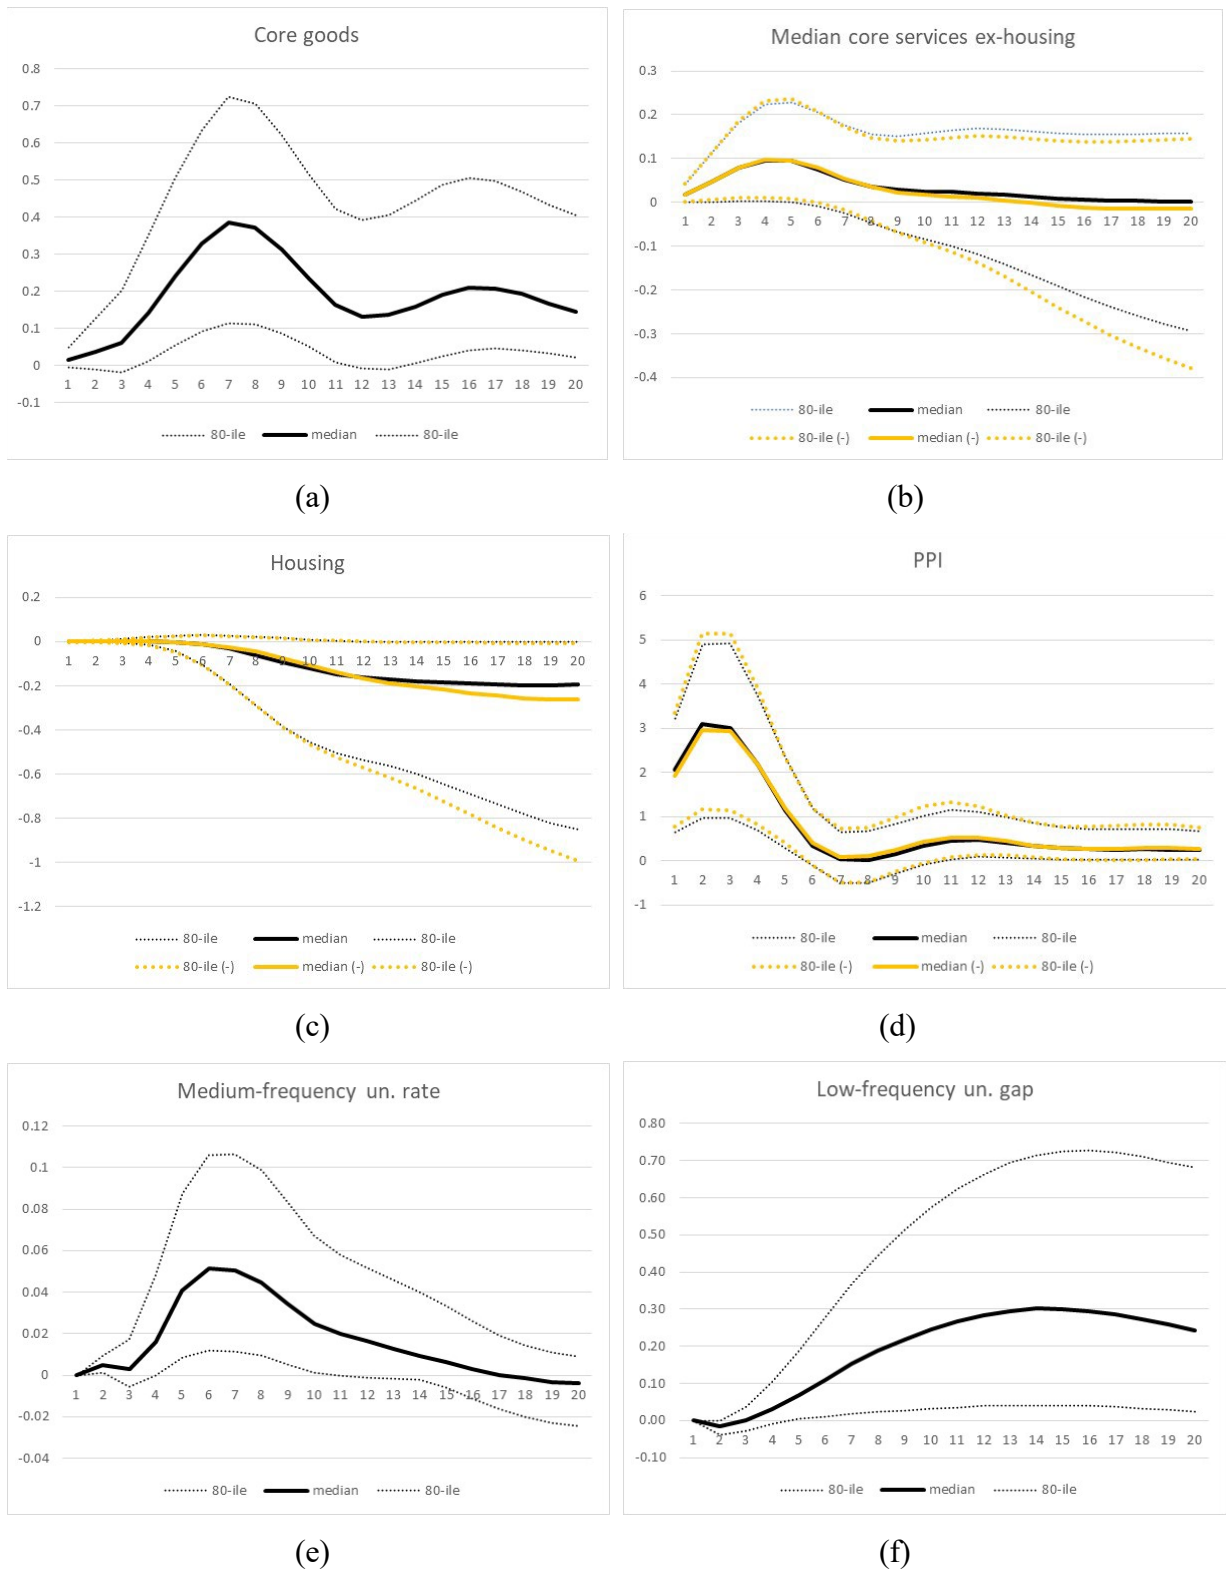 Core goods
0.8
0.7
0.6
0.5
0.4
0.3
0.2
0.1
0
1 2 3 4 5 6 7 8 9 10 11 12 13 14 15 16 17 18 19 20
-0.1
80-ile median 80-ile
(a)
Median core services ex-housing
0.3
0.2
0.1
0
1 2 3 4 5 6 7 8 9 10 11 12 13 14 15 16 17 18 19 20
-0.1
-0.2
-0.3
-0.4
80-ile median 80-ile
80-ile (-) median (-) 80-ile (-)
(b)
Housing
0.2
0
1 2 3 4 5 6 7 8 9 10 11 12 13 14 15 16 17 18 19 20
-0.2
-0.4
-0.6
-0.8
-1
-1.2
80-ile median 80-ile
80-ile (-) median (-) 80-ile (-)
(c)
PPI
6
5
4
3
2
1
0
1 2 3 4 5 6 7 8 9 10 11 12 13 14 15 16 17 18 19 20
-1
80-ile median 80-ile
80-ile (-) median (-) 80-ile (-)
(d)
Medium-frequency un. rate
0.12
0.1
0.08
0.06
0.04
0.02
0
1 2 3 4 5 6 7 8 9 10 11 12 13 14 15 16 17 18 19 20
-0.02
-0.04
80-ile median 80-ile
(e)
Low-frequency un. gap
0.80
0.70
0.60
0.50
0.40
0.30
0.20
0.10
0.00
1 2 3 4 5 6 7 8 9 10 11 12 13 14 15 16 17 18 19 20
-0.10
80-ile median 80-ile
(f)